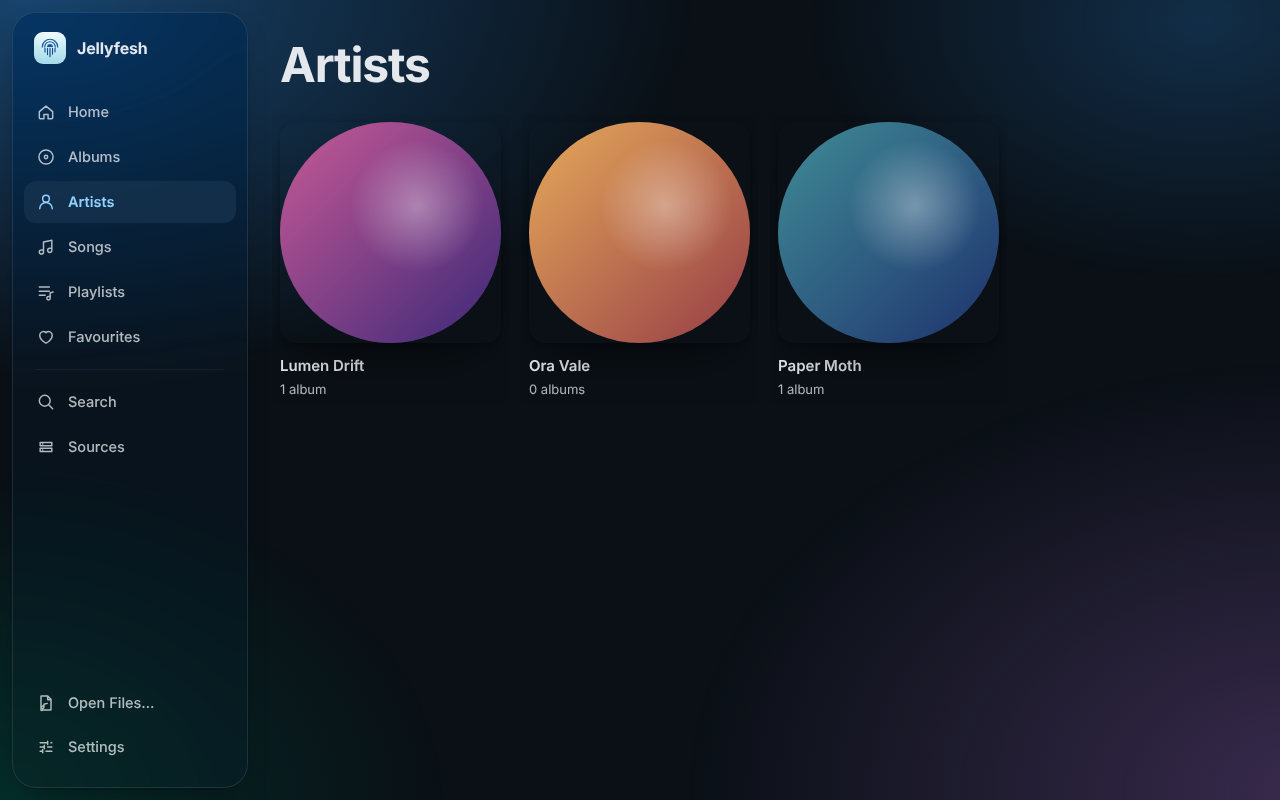 Jellyfesh
Home
Albums
Artists
Songs
Playlists
Favourites
Search
Sources
Open Files...
Settings
Artists
Lumen Drift
1 album
Ora Vale
0 albums
Paper Moth
1 album